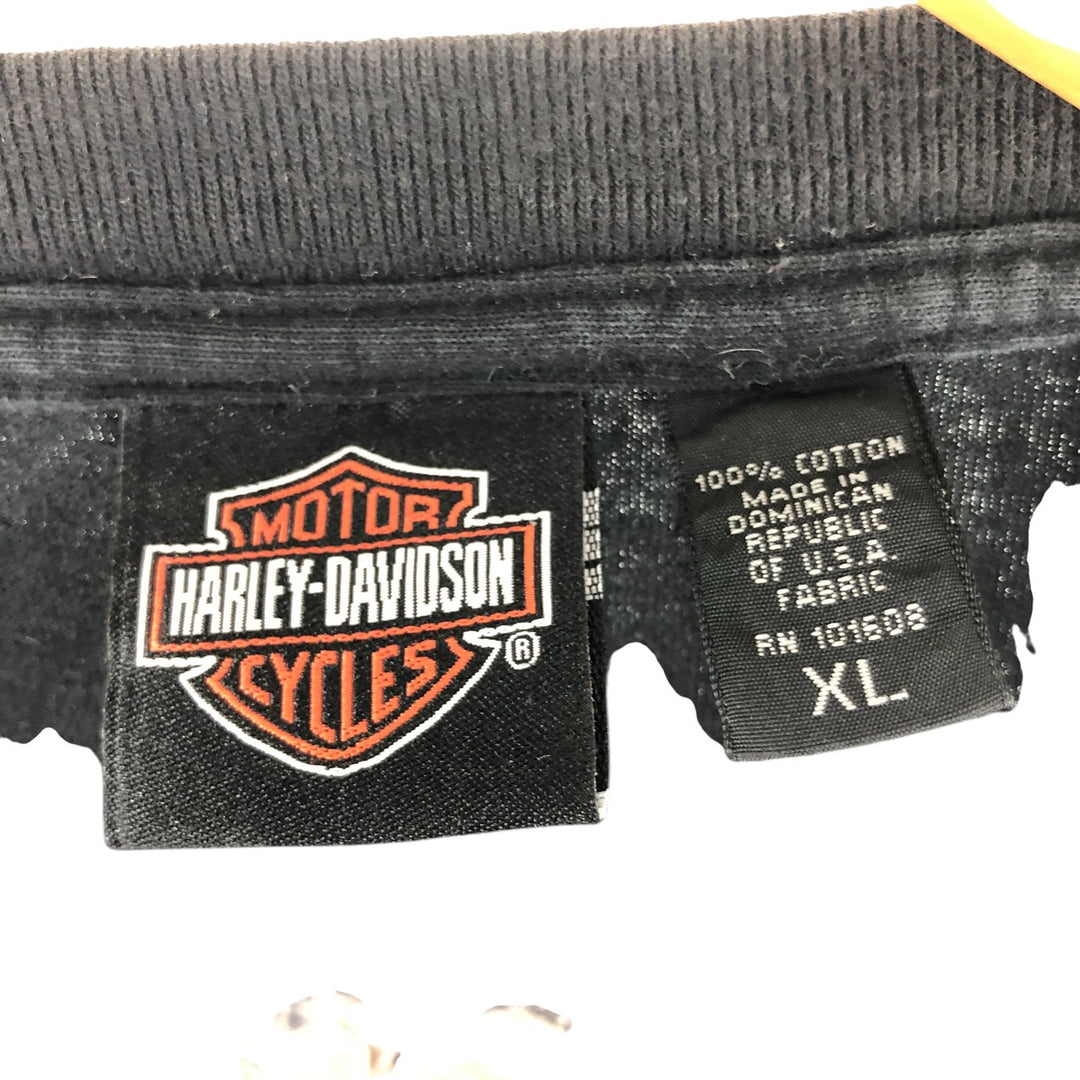 MOTOR
HARLEY-DAVIDSON
CYCLES
®
100% COTTON
MADE IN
DOMINICAN
REPUBLIC
OF U.S.A.
FABRIC
RN 101608
XL